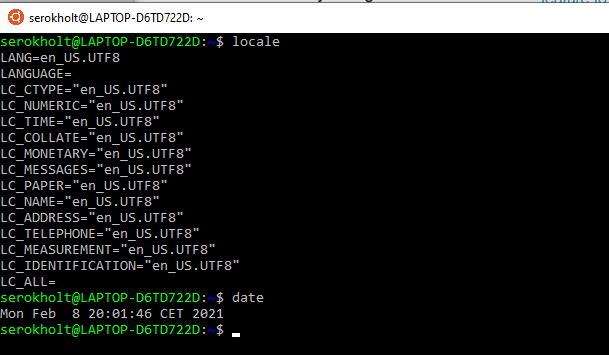 serokholt@LAPTOP-D6TD722D: ~
serokholt@LAPTOP-D6TD722D:~$ locale
LANG=en_US.UTF8
LANGUAGE=
LC_CTYPE="en_US.UTF8"
LC_NUMERIC="en_US.UTF8"
LC_TIME="en_US.UTF8"
LC_COLLATE="en_US.UTF8"
LC_MONETARY="en_US.UTF8"
LC_MESSAGES="en_US.UTF8"
LC_PAPER="en_US.UTF8"
LC_NAME="en_US.UTF8"
LC_ADDRESS="en_US.UTF8"
LC_TELEPHONE="en_US.UTF8"
LC_MEASUREMENT="en_US.UTF8"
LC_IDENTIFICATION="en_US.UTF8"
LC_ALL=
serokholt@LAPTOP-D6TD722D:~$ date
Mon Feb  8 20:01:46 CET 2021
serokholt@LAPTOP-D6TD722D:~$